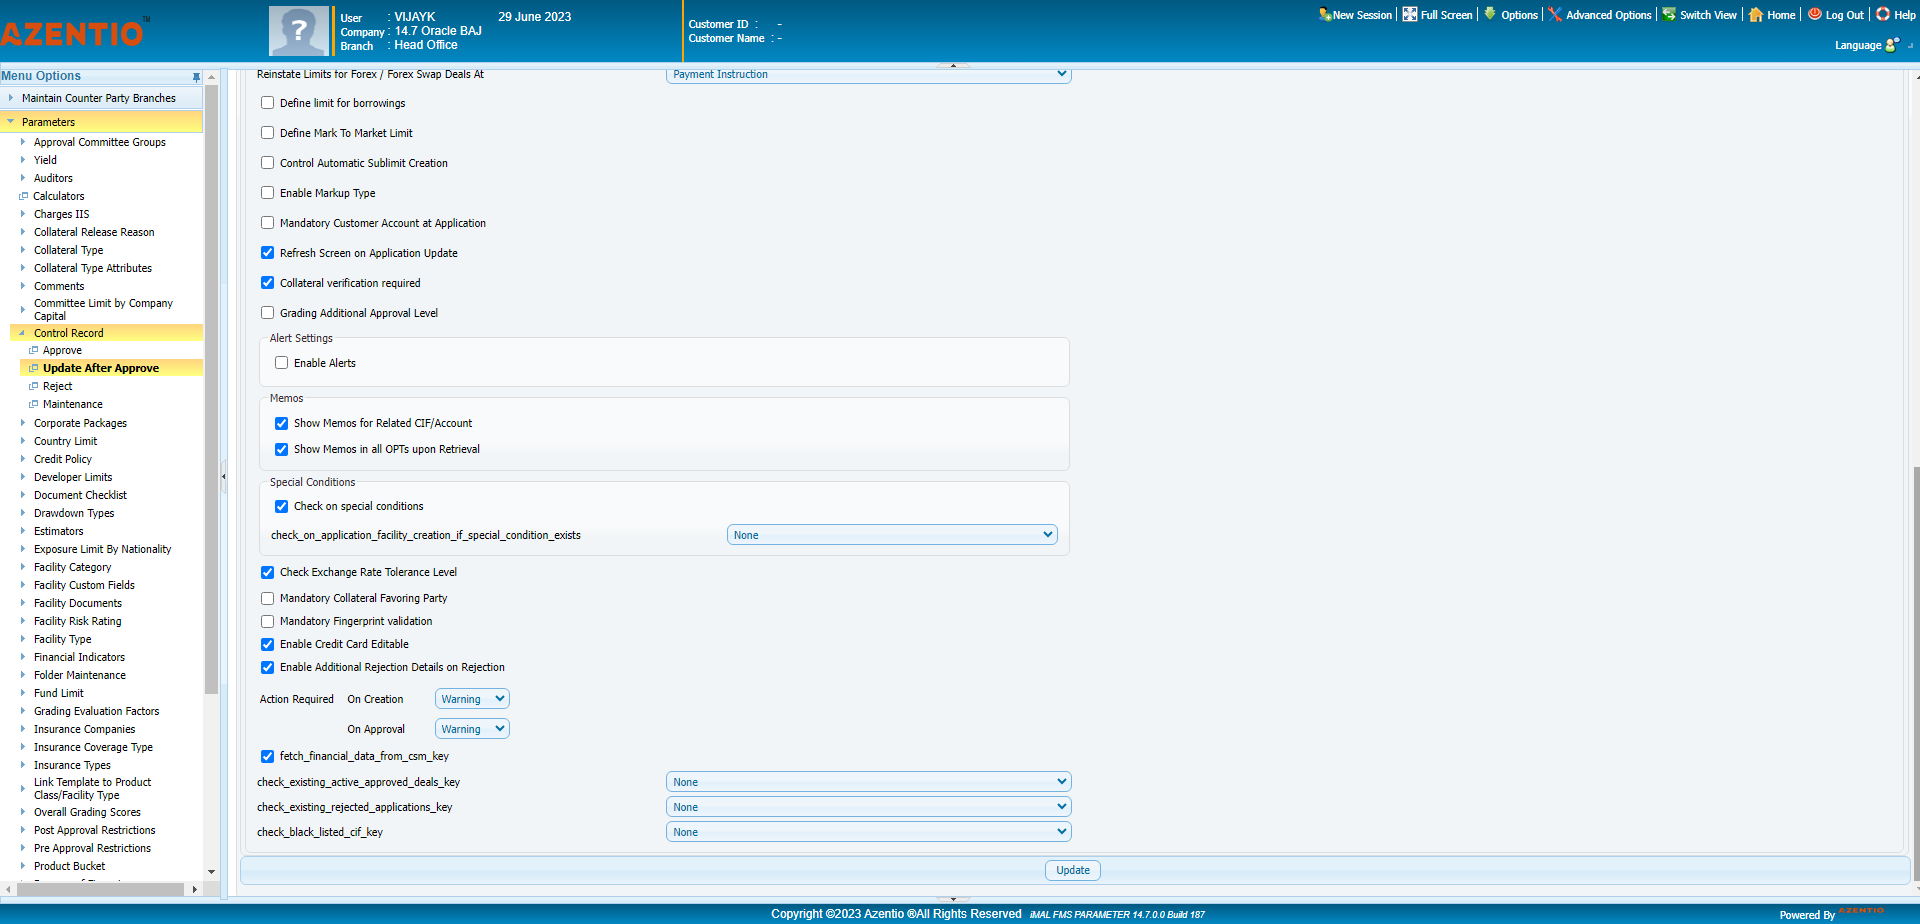 AZENTIO™
User : VIJAYK 29 June 2023
Company : 14.7 Oracle BAJ
Branch : Head Office
Customer ID : -
Customer Name : -
New Session
Full Screen
Options
Advanced Options
Switch View
Home
Log Out
Help
Language
Menu Options
Maintain Counter Party Branches
Parameters
Approval Committee Groups
Yield
Auditors
Calculators
Charges IIS
Collateral Release Reason
Collateral Type
Collateral Type Attributes
Comments
Committee Limit by Company
Capital
Control Record
Approve
Update After Approve
Reject
Maintenance
Corporate Packages
Country Limit
Credit Policy
Developer Limits
Document Checklist
Drawdown Types
Estimators
Exposure Limit By Nationality
Facility Category
Facility Custom Fields
Facility Documents
Facility Risk Rating
Facility Type
Financial Indicators
Folder Maintenance
Fund Limit
Grading Evaluation Factors
Insurance Companies
Insurance Coverage Type
Insurance Types
Link Template to Product
Class/Facility Type
Overall Grading Scores
Post Approval Restrictions
Pre Approval Restrictions
Product Bucket
Reinstate Limits for Forex / Forex Swap Deals At Payment Instruction
Define limit for borrowings
Define Mark To Market Limit
Control Automatic Sublimit Creation
Enable Markup Type
Mandatory Customer Account at Application
Refresh Screen on Application Update
Collateral verification required
Grading Additional Approval Level
Alert Settings
Enable Alerts
Memos
Show Memos for Related CIF/Account
Show Memos in all OPTs upon Retrieval
Special Conditions
Check on special conditions
check_on_application_facility_creation_if_special_condition_exists None
Check Exchange Rate Tolerance Level
Mandatory Collateral Favoring Party
Mandatory Fingerprint validation
Enable Credit Card Editable
Enable Additional Rejection Details on Rejection
Action Required On Creation Warning
On Approval Warning
fetch_financial_data_from_csm_key
check_existing_active_approved_deals_key None
check_existing_rejected_applications_key None
check_black_listed_cif_key None
Update
Copyright ©2023 Azentio ®All Rights Reserved iMAL FMS PARAMETER 14.7.0.0 Build 187
Powered By AZENTIO